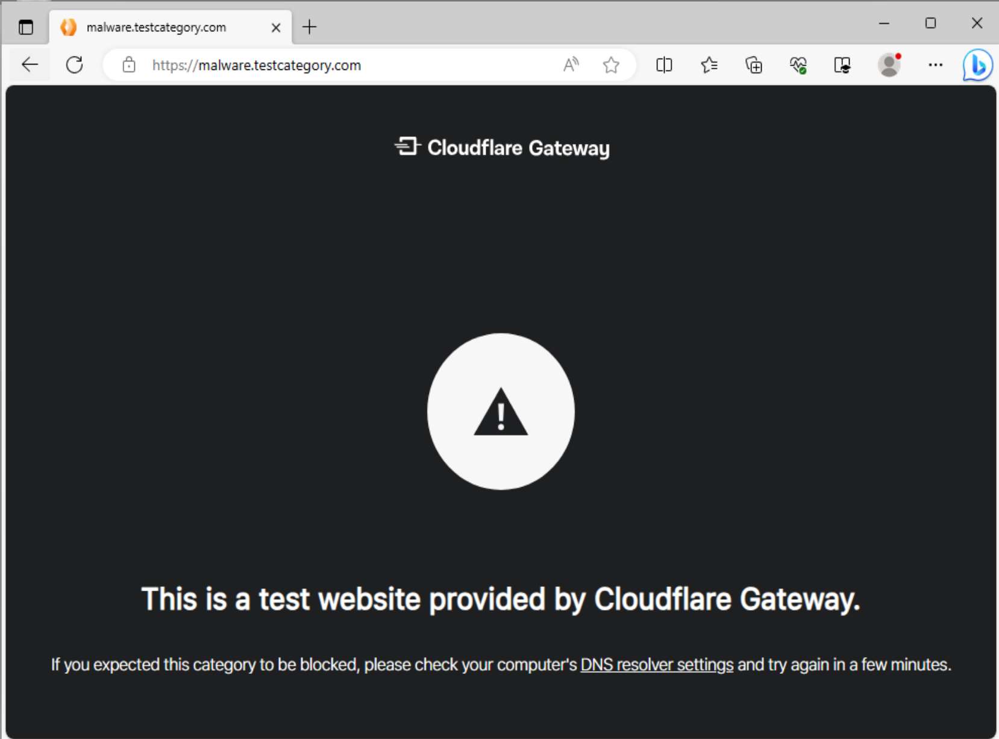 malware.testcategory.com
https://malware.testcategory.com
Cloudflare Gateway
This is a test website provided by Cloudflare Gateway.
If you expected this category to be blocked, please check your computer's DNS resolver settings and try again in a few minutes.